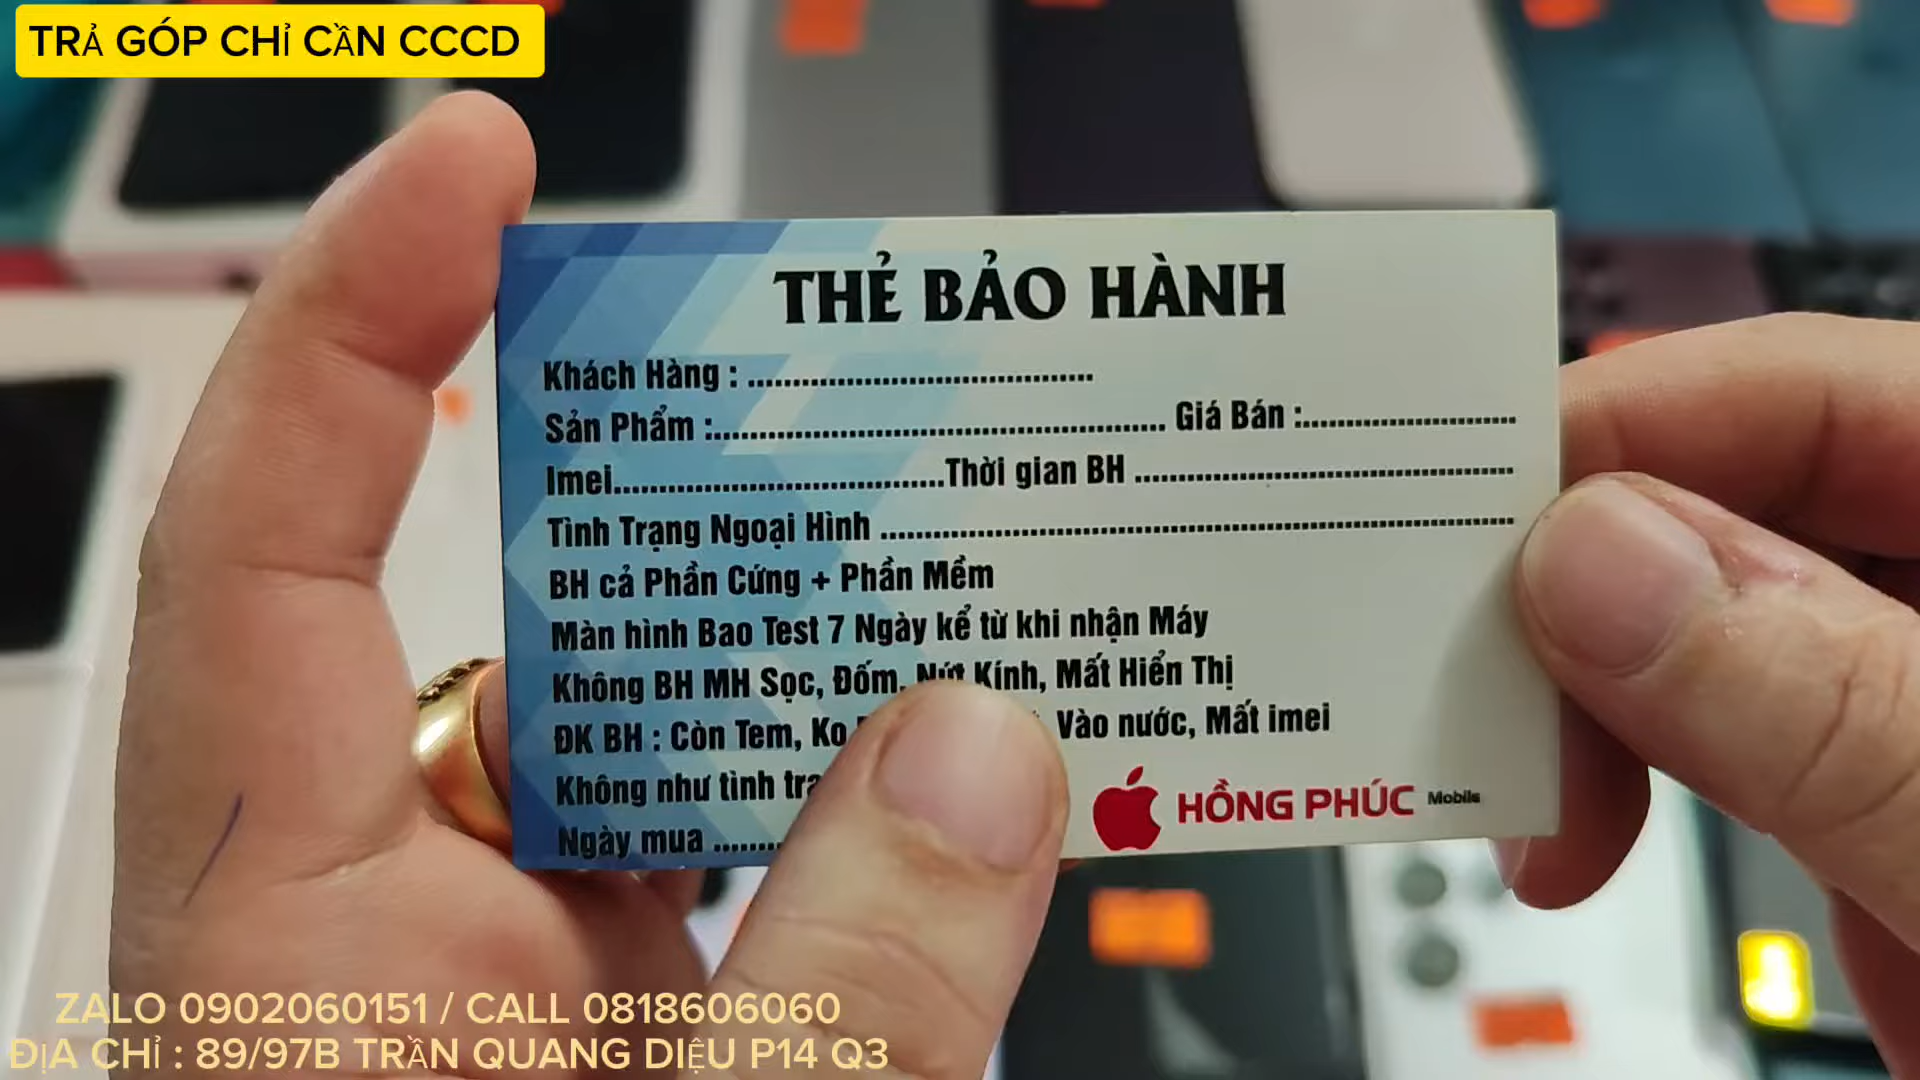 TRẢ GÓP CHỈ CẦN CCCD
THẺ BẢO HÀNH
Khách Hàng : ......................................
Sản Phẩm :.................................................. Giá Bán :........................
Imei.....................................Thời gian BH ..........................................
Tình Trạng Ngoại Hình ......................................................................
BH cả Phần Cứng + Phần Mềm
Màn hình Bao Test 7 Ngày kể từ khi nhận Máy
Không BH MH Sọc, Đốm, Nứt Kính, Mất Hiển Thị
ĐK BH : Còn Tem, Ko Vào nước, Mất imei
Không như tình
Ngày mua ........
HỒNG PHÚC Mobile
ZALO 0902060151 / CALL 0818606060
ĐỊA CHỈ : 89/97B TRẦN QUANG DIỆU P14 Q3